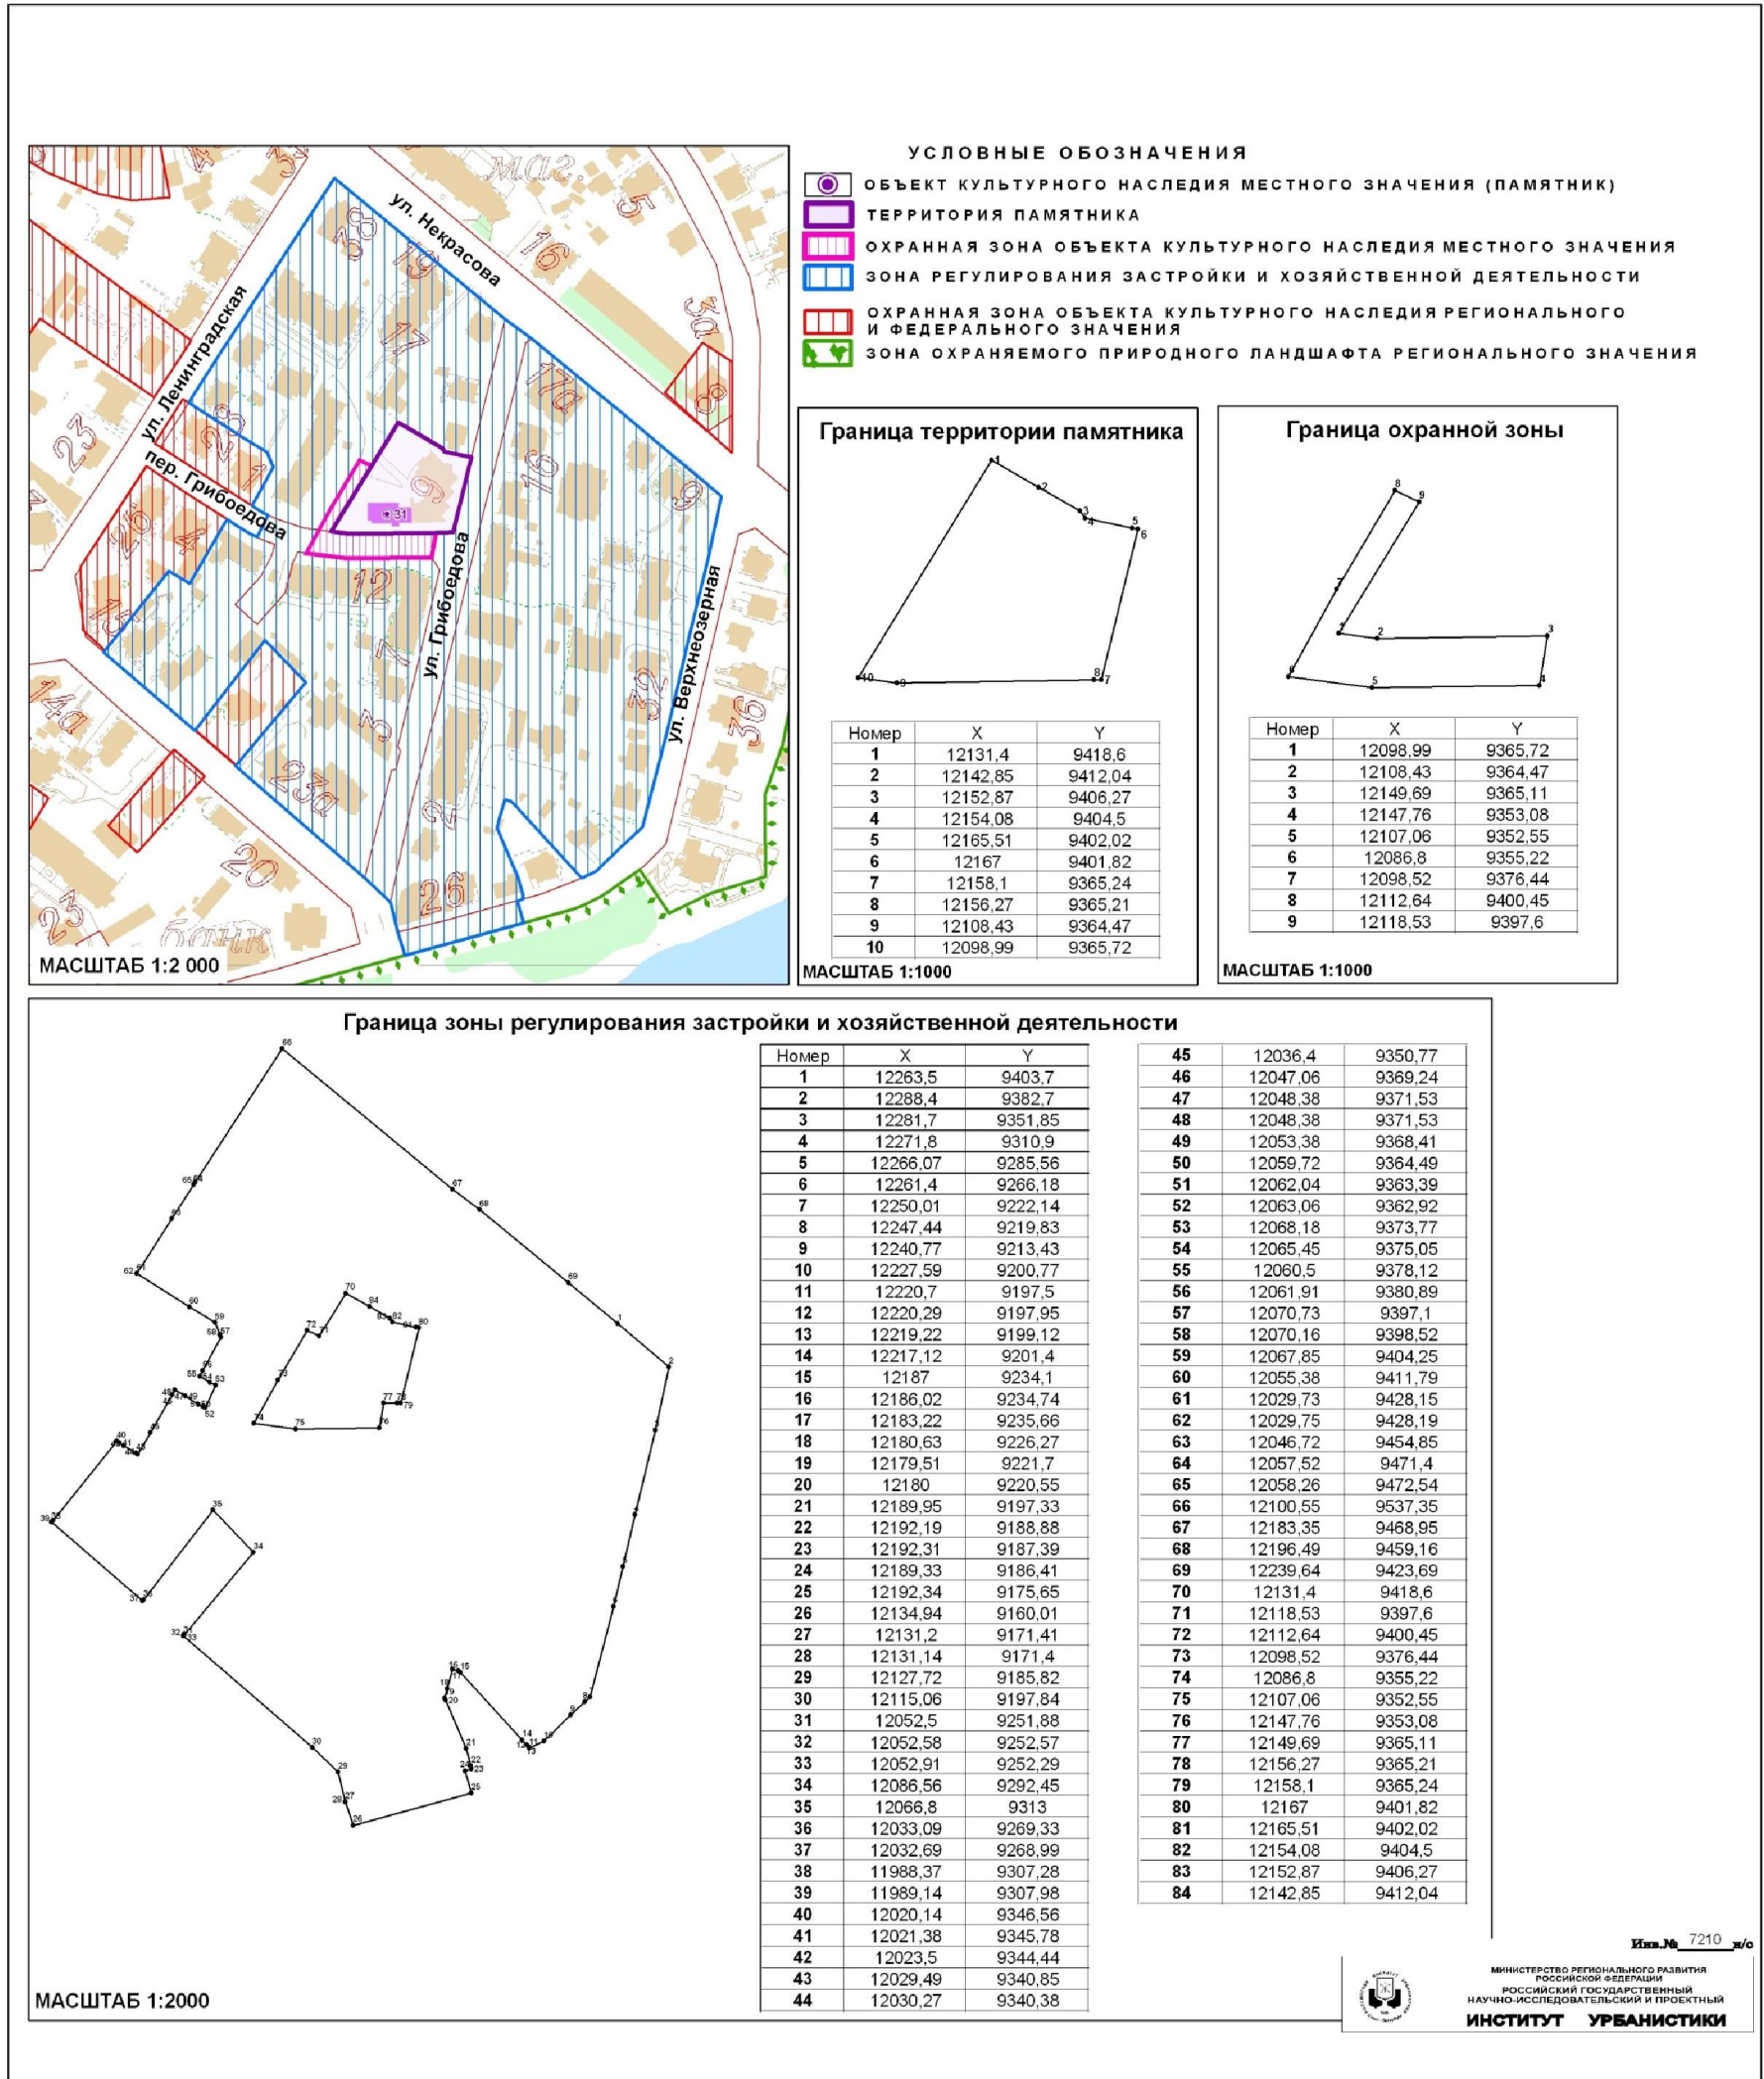 УСЛОВНЫЕ ОБОЗНАЧЕНИЯ
ОБЪЕКТ КУЛЬТУРНОГО НАСЛЕДИЯ МЕСТНОГО ЗНАЧЕНИЯ (ПАМЯТНИК)
ТЕРРИТОРИЯ ПАМЯТНИКА
ОХРАННАЯ ЗОНА ОБЪЕКТА КУЛЬТУРНОГО НАСЛЕДИЯ МЕСТНОГО ЗНАЧЕНИЯ
ЗОНА РЕГУЛИРОВАНИЯ ЗАСТРОЙКИ И ХОЗЯЙСТВЕННОЙ ДЕЯТЕЛЬНОСТИ
ОХРАННАЯ ЗОНА ОБЪЕКТА КУЛЬТУРНОГО НАСЛЕДИЯ РЕГИОНАЛЬНОГО
И ФЕДЕРАЛЬНОГО ЗНАЧЕНИЯ
ЗОНА ОХРАНЯЕМОГО ПРИРОДНОГО ЛАНДШАФТА РЕГИОНАЛЬНОГО ЗНАЧЕНИЯ
маг.
ул. Некрасова
ул. Ленинградская
пер. Грибоедова
ул. Грибоедова
ул. Верхнеозерная
38
19
17
17а
16
5
3а
8
23
28
1
26
4
15
9
31
16
9
12
7
3
2
32
36
14а
23а
20
23
26
банк
МАСШТАБ 1:2 000
Граница территории памятника
Номер X Y
1 12131,4 9418,6
2 12142,85 9412,04
3 12152,87 9406,27
4 12154,08 9404,5
5 12165,51 9402,02
6 12167 9401,82
7 12158,1 9365,24
8 12156,27 9365,21
9 12108,43 9364,47
10 12098,99 9365,72
МАСШТАБ 1:1000
Граница охранной зоны
Номер X Y
1 12098,99 9365,72
2 12108,43 9364,47
3 12149,69 9365,11
4 12147,76 9353,08
5 12107,06 9352,55
6 12086,8 9355,22
7 12098,52 9376,44
8 12112,64 9400,45
9 12118,53 9397,6
МАСШТАБ 1:1000
Граница зоны регулирования застройки и хозяйственной деятельности
Номер X Y
1 12263,5 9403,7
2 12288,4 9382,7
3 12281,7 9351,85
4 12271,8 9310,9
5 12266,07 9285,56
6 12261,4 9266,18
7 12250,01 9222,14
8 12247,44 9219,83
9 12240,77 9213,43
10 12227,59 9200,77
11 12220,7 9197,5
12 12220,29 9197,95
13 12219,22 9199,12
14 12217,12 9201,4
15 12187 9234,1
16 12186,02 9234,74
17 12183,22 9235,66
18 12180,63 9226,27
19 12179,51 9221,7
20 12180 9220,55
21 12189,95 9197,33
22 12192,19 9188,88
23 12192,31 9187,39
24 12189,33 9186,41
25 12192,34 9175,65
26 12134,94 9160,01
27 12131,2 9171,41
28 12131,14 9171,4
29 12127,72 9185,82
30 12115,06 9197,84
31 12052,5 9251,88
32 12052,58 9252,57
33 12052,91 9252,29
34 12086,56 9292,45
35 12066,8 9313
36 12033,09 9269,33
37 12032,69 9268,99
38 11988,37 9307,28
39 11989,14 9307,98
40 12020,14 9346,56
41 12021,38 9345,78
42 12023,5 9344,44
43 12029,49 9340,85
44 12030,27 9340,38
45 12036,4 9350,77
46 12047,06 9369,24
47 12048,38 9371,53
48 12048,38 9371,53
49 12053,38 9368,41
50 12059,72 9364,49
51 12062,04 9363,39
52 12063,06 9362,92
53 12068,18 9373,77
54 12065,45 9375,05
55 12060,5 9378,12
56 12061,91 9380,89
57 12070,73 9397,1
58 12070,16 9398,52
59 12067,85 9404,25
60 12055,38 9411,79
61 12029,73 9428,15
62 12029,75 9428,19
63 12046,72 9454,85
64 12057,52 9471,4
65 12058,26 9472,54
66 12100,55 9537,35
67 12183,35 9468,95
68 12196,49 9459,16
69 12239,64 9423,69
70 12131,4 9418,6
71 12118,53 9397,6
72 12112,64 9400,45
73 12098,52 9376,44
74 12086,8 9355,22
75 12107,06 9352,55
76 12147,76 9353,08
77 12149,69 9365,11
78 12156,27 9365,21
79 12158,1 9365,24
80 12167 9401,82
81 12165,51 9402,02
82 12154,08 9404,5
83 12152,87 9406,27
84 12142,85 9412,04
МАСШТАБ 1:2000
Инв.№ 7210 н/с
МИНИСТЕРСТВО РЕГИОНАЛЬНОГО РАЗВИТИЯ
РОССИЙСКОЙ ФЕДЕРАЦИИ
РОССИЙСКИЙ ГОСУДАРСТВЕННЫЙ
НАУЧНО-ИССЛЕДОВАТЕЛЬСКИЙ И ПРОЕКТНЫЙ
ИНСТИТУТ УРБАНИСТИКИ